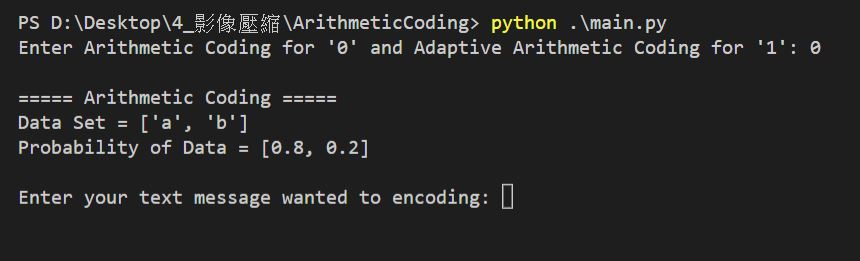 PS D:\Desktop\4_影像壓縮\ArithmeticCoding> python .\main.py
Enter Arithmetic Coding for '0' and Adaptive Arithmetic Coding for '1': 0
===== Arithmetic Coding =====
Data Set = ['a', 'b']
Probability of Data = [0.8, 0.2]
Enter your text message wanted to encoding: